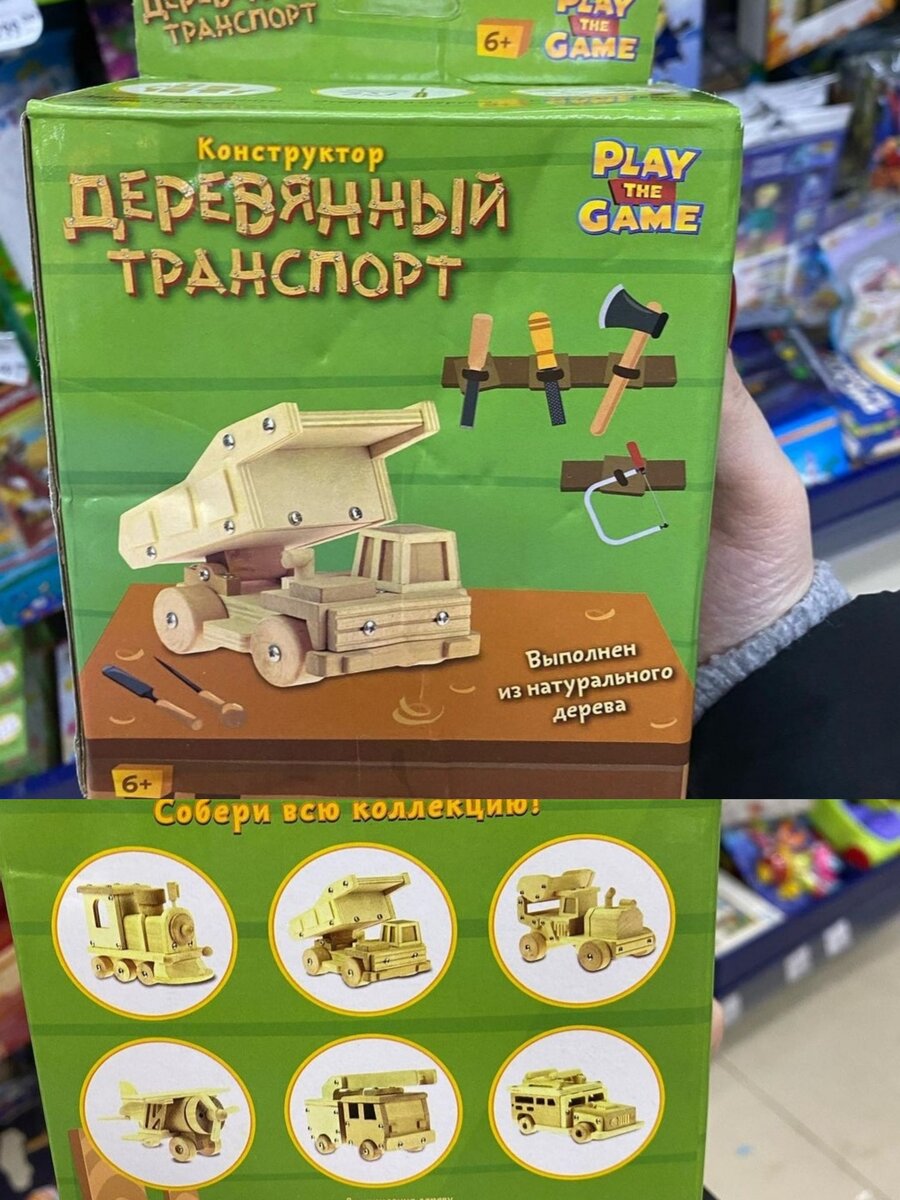 ДЕРЕВЯННЫЙ
ТРАНСПОРТ
6+
PLAY
THE
GAME
Конструктор
ДЕРЕВЯННЫЙ
ТРАНСПОРТ
PLAY
THE
GAME
Выполнен
из натурального
дерева
6+
Собери всю коллекцию!